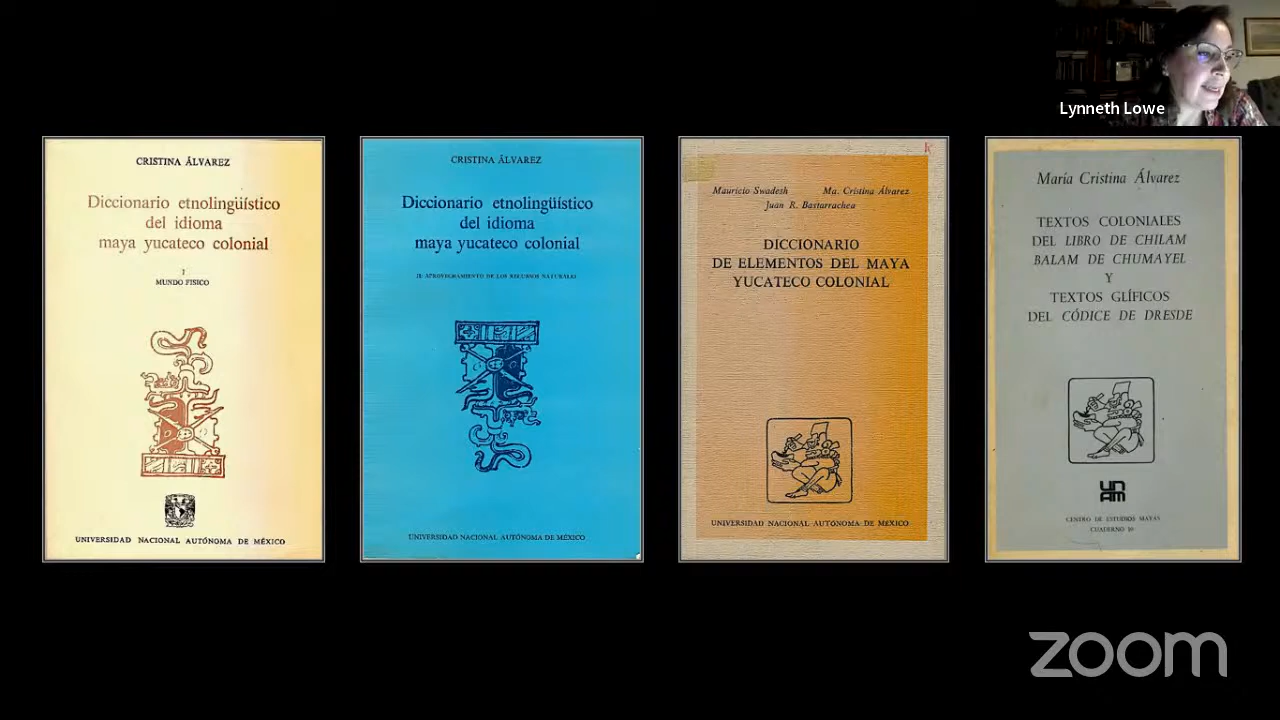 Lynneth Lowe
CRISTINA ÁLVAREZ
Diccionario etnolingüístico
del idioma
maya yucateco colonial
I
MUNDO FISICO
UNIVERSIDAD NACIONAL AUTÓNOMA DE MÉXICO
CRISTINA ÁLVAREZ
Diccionario etnolingüístico
del idioma
maya yucateco colonial
II. APROVECHAMIENTO DE LOS RECURSOS NATURALES
UNIVERSIDAD NACIONAL AUTÓNOMA DE MÉXICO
Mauricio Swadesh Ma. Cristina Álvarez
Juan R. Bastarrachea
DICCIONARIO
DE ELEMENTOS DEL MAYA
YUCATECO COLONIAL
UNIVERSIDAD NACIONAL AUTÓNOMA DE MÉXICO
María Cristina Álvarez
TEXTOS COLONIALES
DEL LIBRO DE CHILAM
BALAM DE CHUMAYEL
Y
TEXTOS GLÍFICOS
DEL CÓDICE DE DRESDE
UNAM
CENTRO DE ESTUDIOS MAYAS
CUADERNO 10
zoom